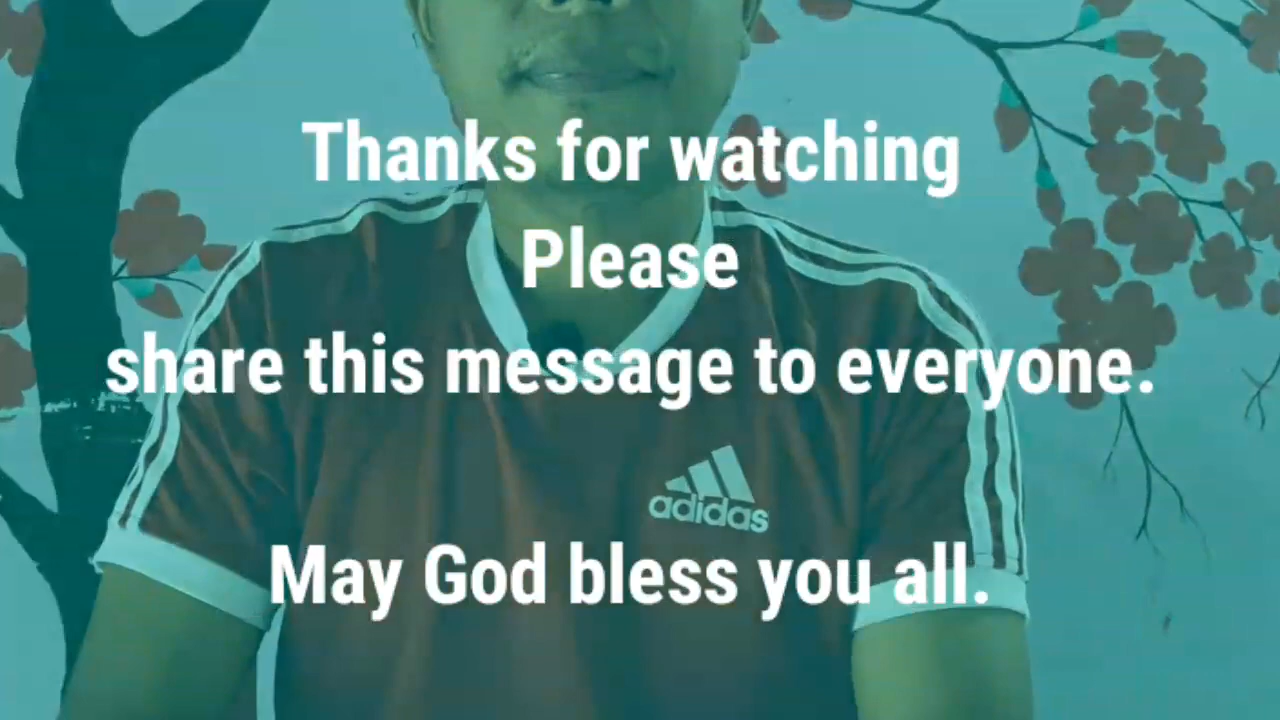 Thanks for watching
Please
share this message to everyone.
adidas
May God bless you all.